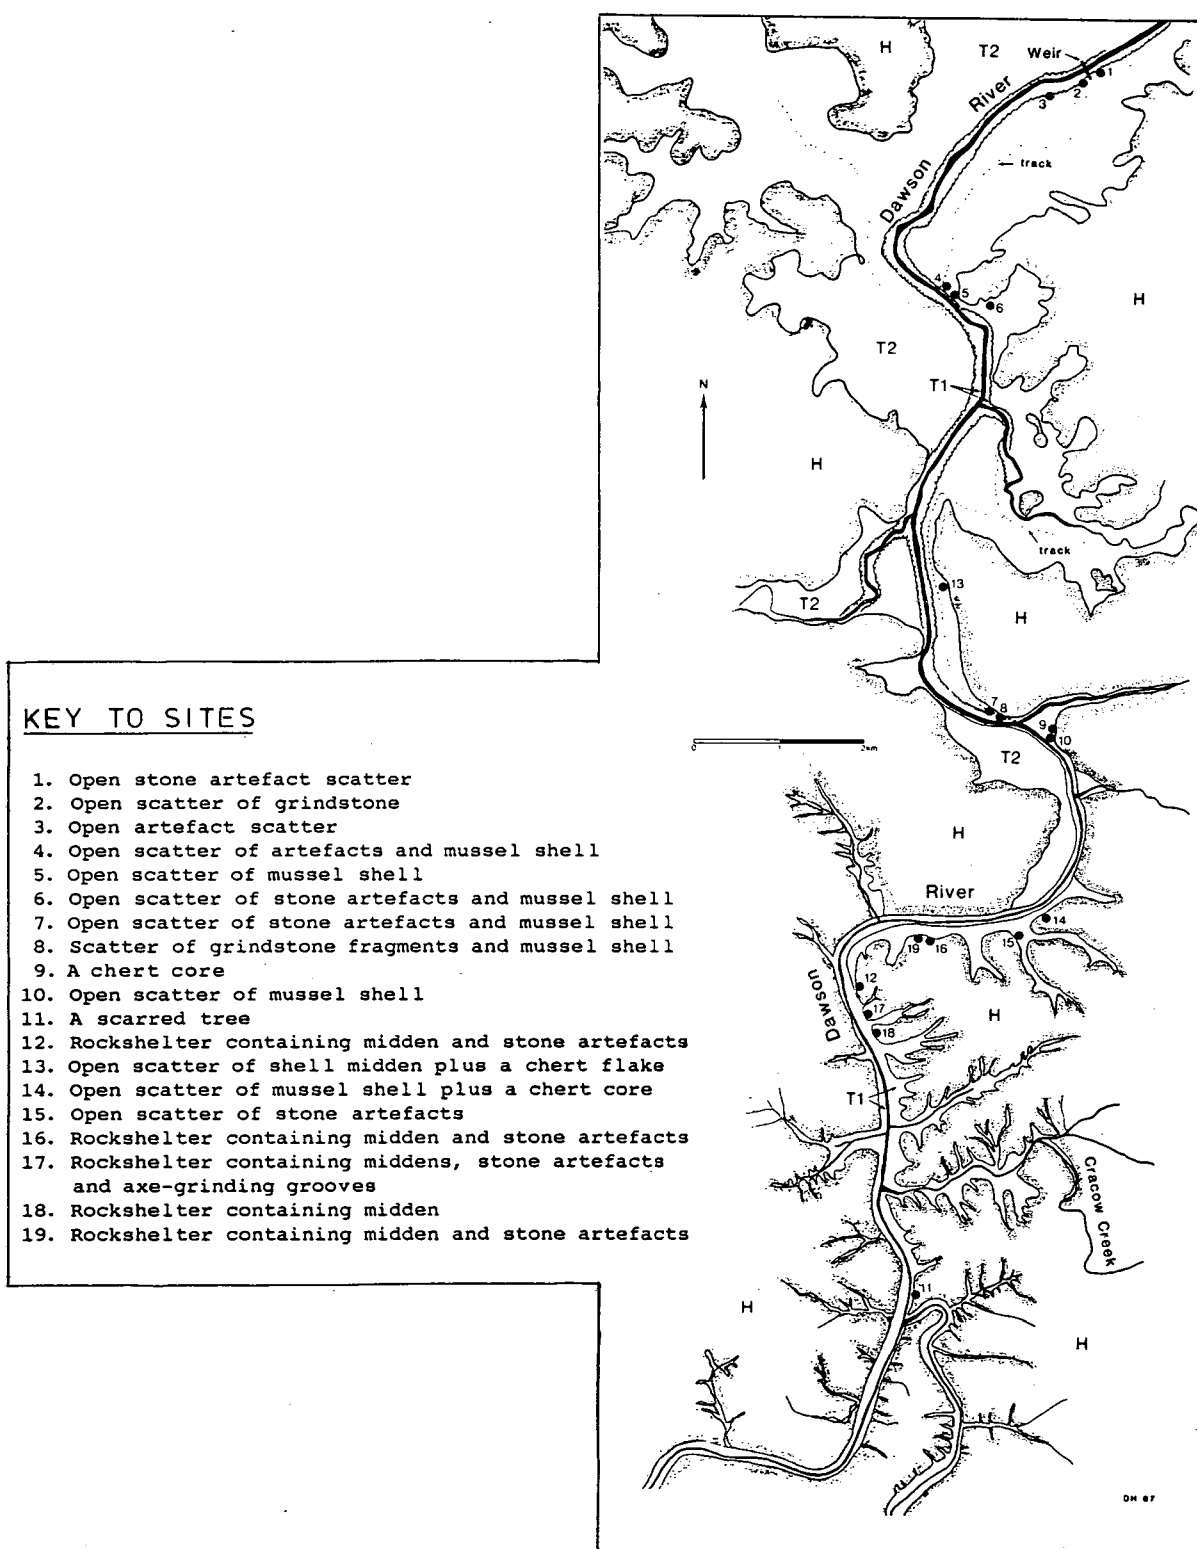 H
T2
Weir
1
2
3
River
track
Dawson
4
5
6
H
T2
N
T1
H
track
13
T2
H
7
8
9
10
0
1
2km
T2
H
River
14
19
16
15
12
Dawson
17
H
18
T1
Cracow Creek
11
H
H
DH 87
KEY TO SITES
1. Open stone artefact scatter
2. Open scatter of grindstone
3. Open artefact scatter
4. Open scatter of artefacts and mussel shell
5. Open scatter of mussel shell
6. Open scatter of stone artefacts and mussel shell
7. Open scatter of stone artefacts and mussel shell
8. Scatter of grindstone fragments and mussel shell
9. A chert core
10. Open scatter of mussel shell
11. A scarred tree
12. Rockshelter containing midden and stone artefacts
13. Open scatter of shell midden plus a chert flake
14. Open scatter of mussel shell plus a chert core
15. Open scatter of stone artefacts
16. Rockshelter containing midden and stone artefacts
17. Rockshelter containing middens, stone artefacts
and axe-grinding grooves
18. Rockshelter containing midden
19. Rockshelter containing midden and stone artefacts